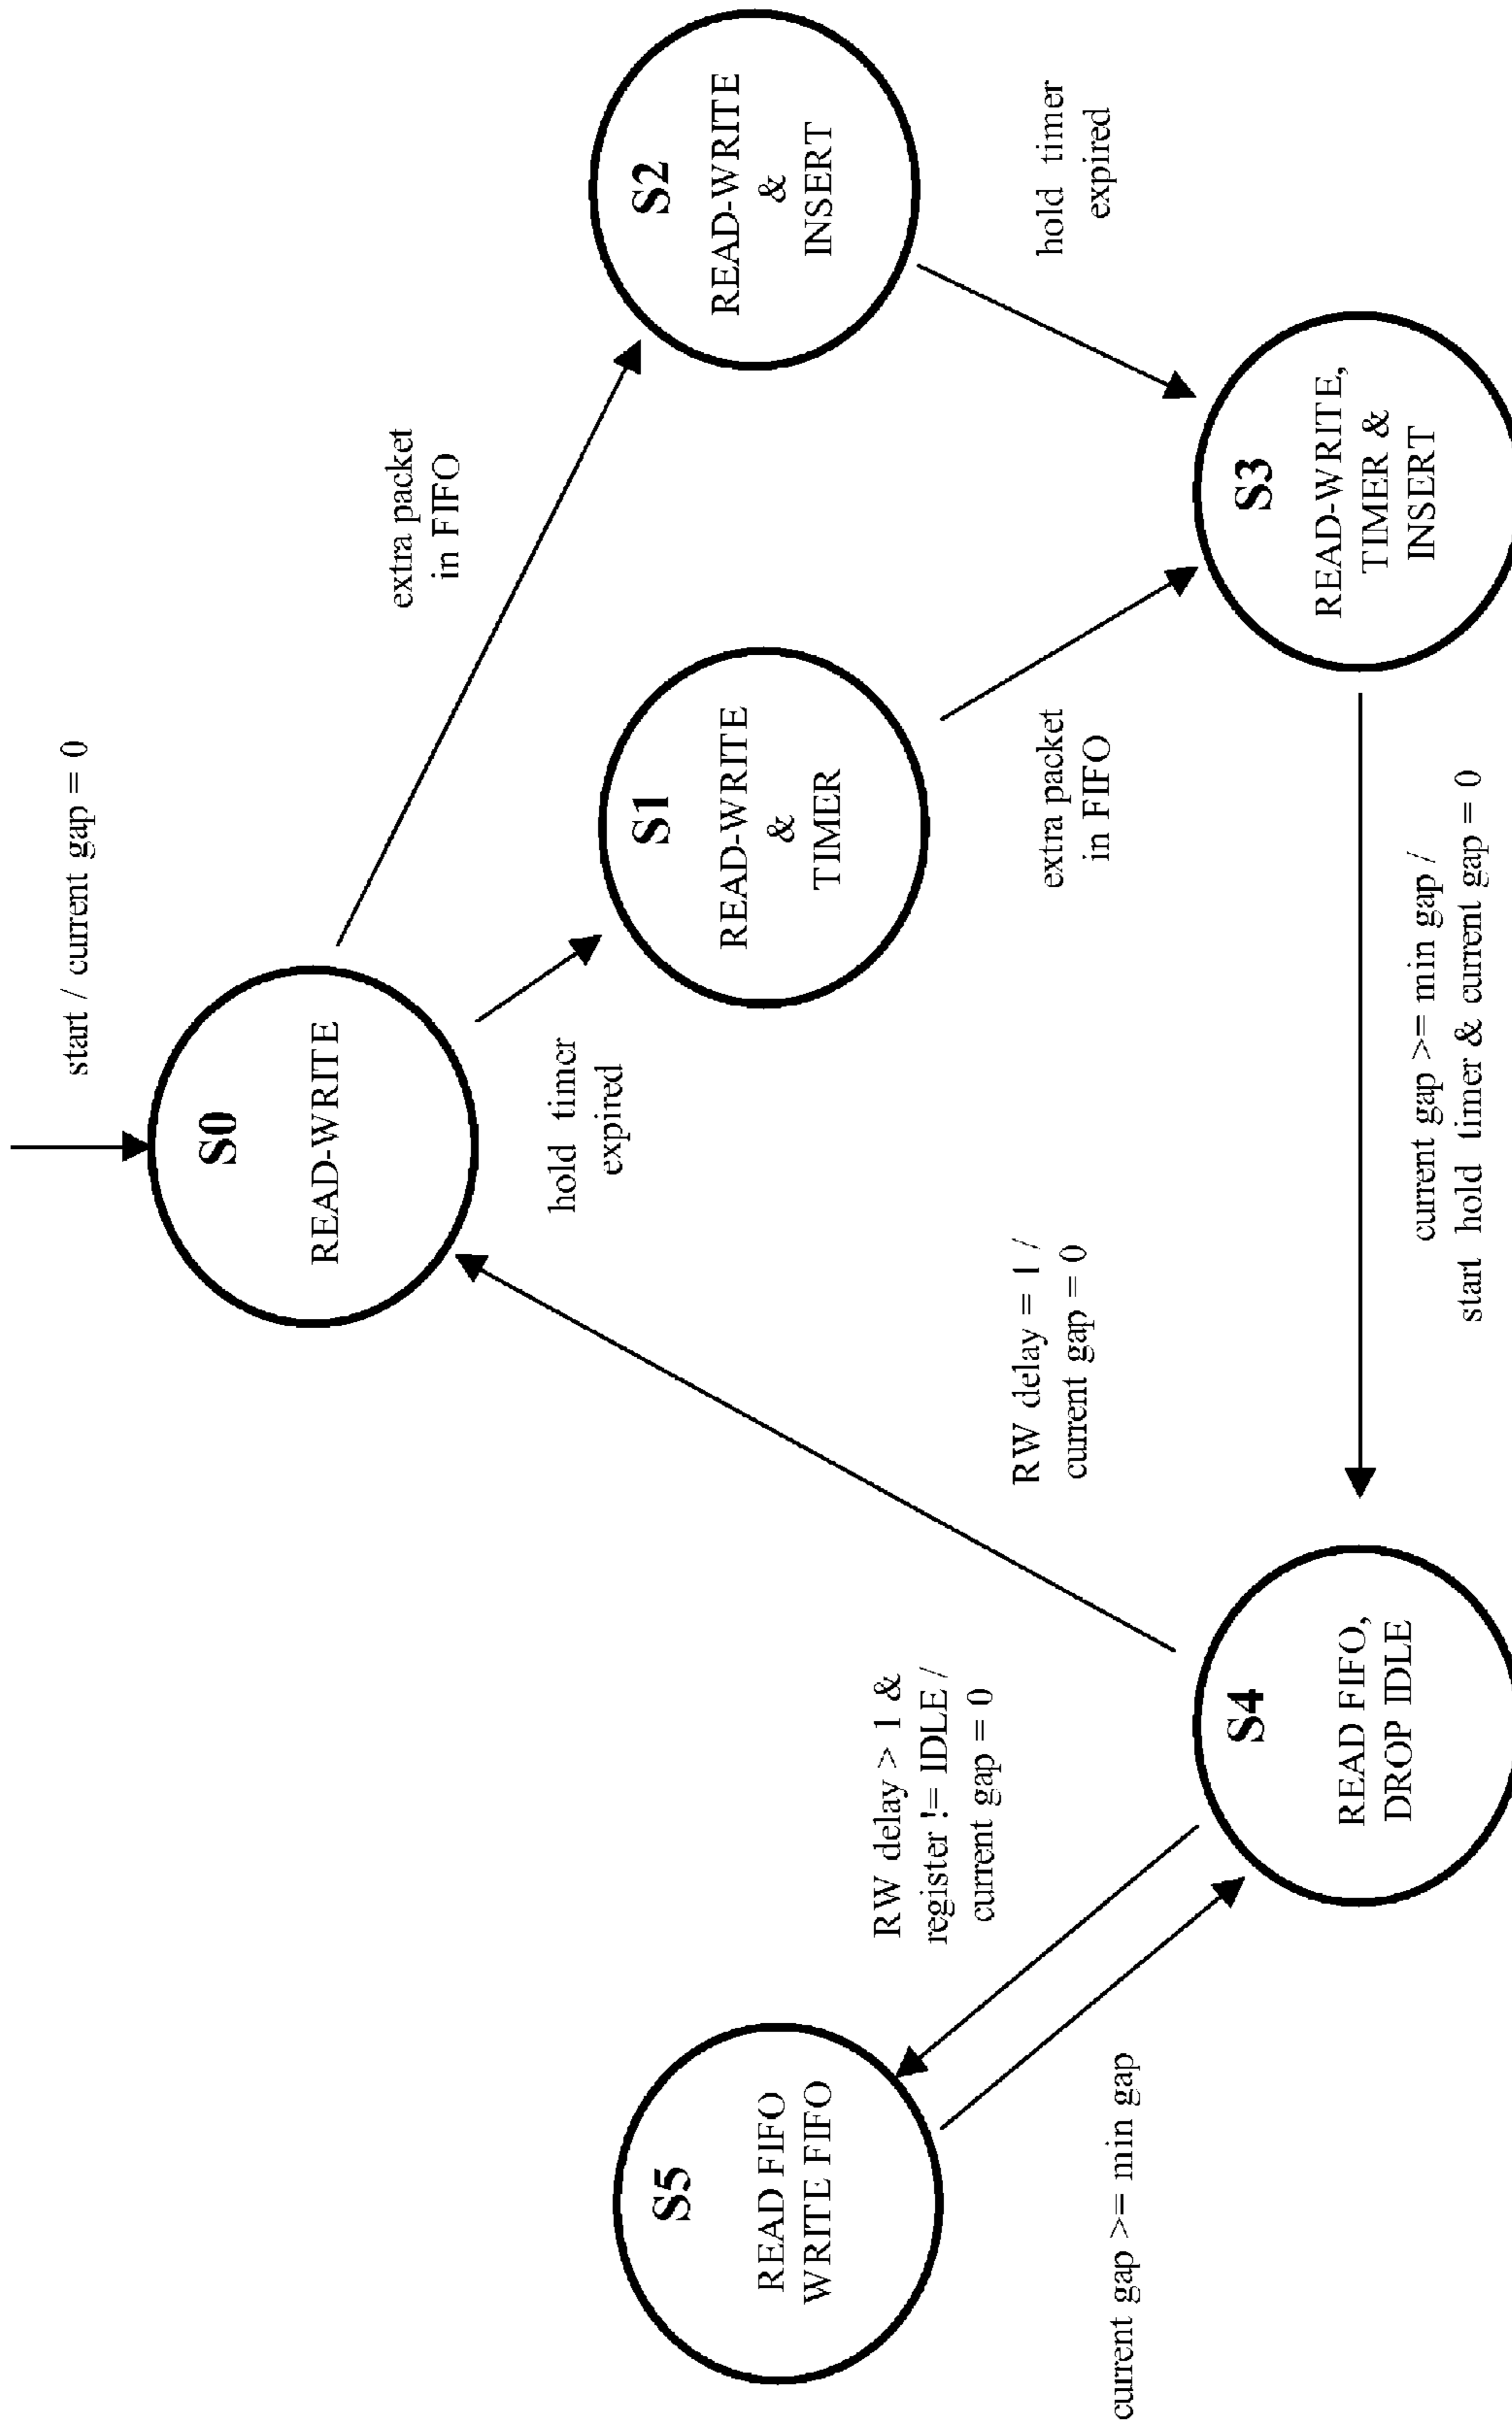 start / current gap = 0
S0
READ-WRITE
extra packet
in FIFO
hold timer
expired
S1
READ-WRITE
&
TIMER
S2
READ-WRITE
&
INSERT
hold timer
expired
extra packet
in FIFO
S3
READ-WRITE,
TIMER &
INSERT
current gap >= min gap /
start hold timer & current gap = 0
RW delay = 1 /
current gap = 0
S4
READ FIFO,
DROP IDLE
RW delay > 1 &
register != IDLE /
current gap = 0
current gap >= min gap
S5
READ FIFO
WRITE FIFO